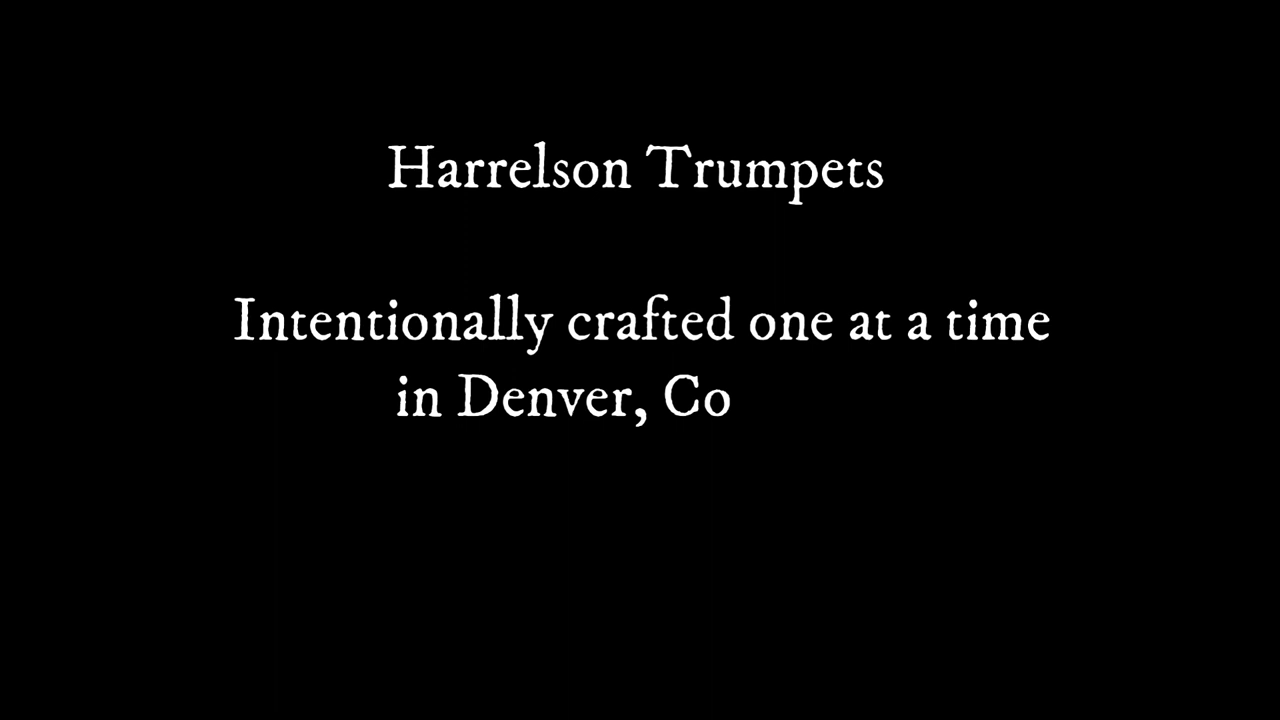 Harrelson Trumpets
Intentionally crafted one at a time
in Denver, Co